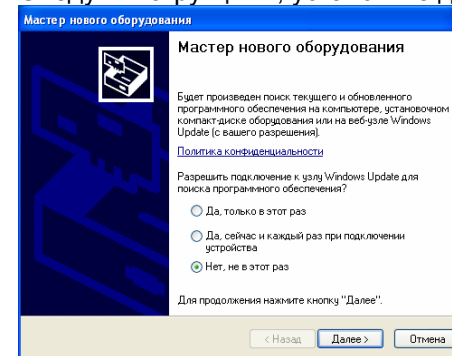 Мастер нового оборудования
Мастер нового оборудования
Будет произведен поиск текущего и обновленного
программного обеспечения на компьютере, установочном
компакт-диске оборудования или на веб-узле Windows
Update (с вашего разрешения).
Политика конфиденциальности
Разрешить подключение к узлу Windows Update для
поиска программного обеспечения?
Да, только в этот раз
Да, сейчас и каждый раз при подключении
устройства
Нет, не в этот раз
Для продолжения нажмите кнопку "Далее".
< Назад Далее > Отмена